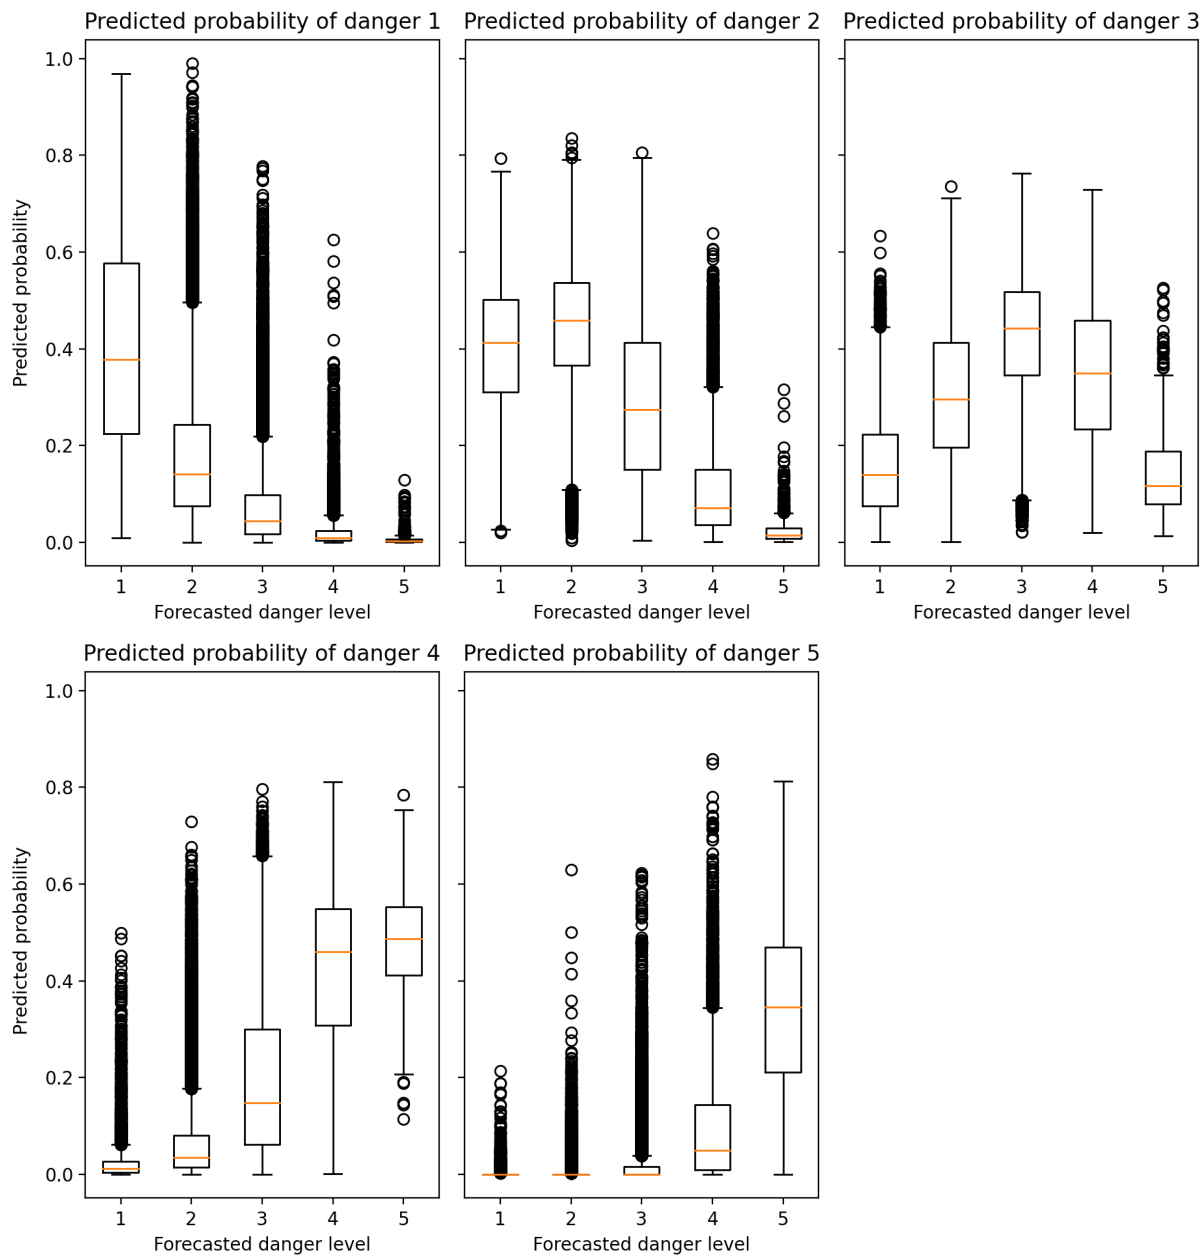 Predicted probability of danger 1
Predicted probability of danger 2
Predicted probability of danger 3
1.0
0.8
0.6
0.4
0.2
0.0
Predicted probability
1 2 3 4 5
1 2 3 4 5
1 2 3 4 5
Forecasted danger level
Forecasted danger level
Forecasted danger level
Predicted probability of danger 4
Predicted probability of danger 5
1.0
0.8
0.6
0.4
0.2
0.0
Predicted probability
1 2 3 4 5
1 2 3 4 5
Forecasted danger level
Forecasted danger level